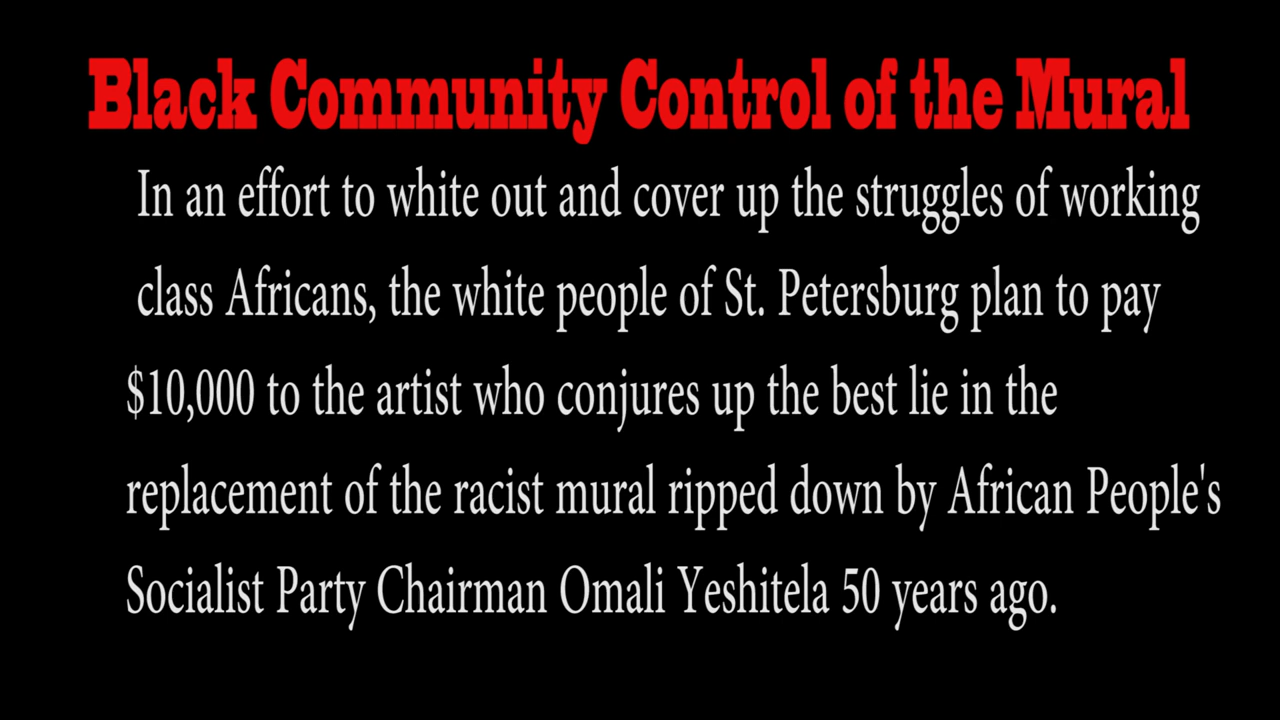 Black Community Control of the Mural
In an effort to white out and cover up the struggles of working
class Africans, the white people of St. Petersburg plan to pay
$10,000 to the artist who conjures up the best lie in the
replacement of the racist mural ripped down by African People's
Socialist Party Chairman Omali Yeshitela 50 years ago.